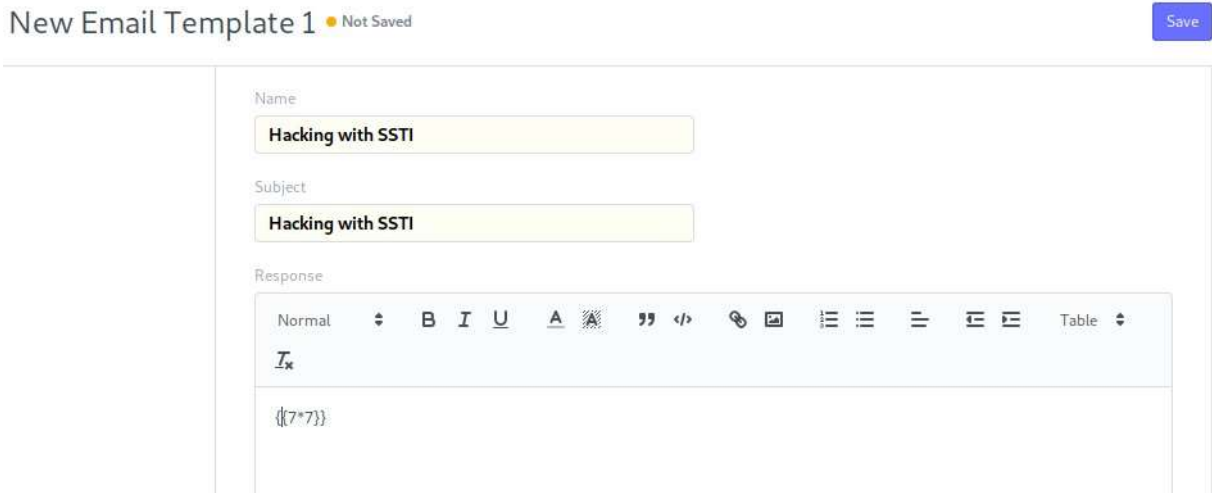 New Email Template 1 Not Saved Save
Name
Hacking with SSTI
Subject
Hacking with SSTI
Response
Normal B I U A A </> Table
Tx
{{7*7}}